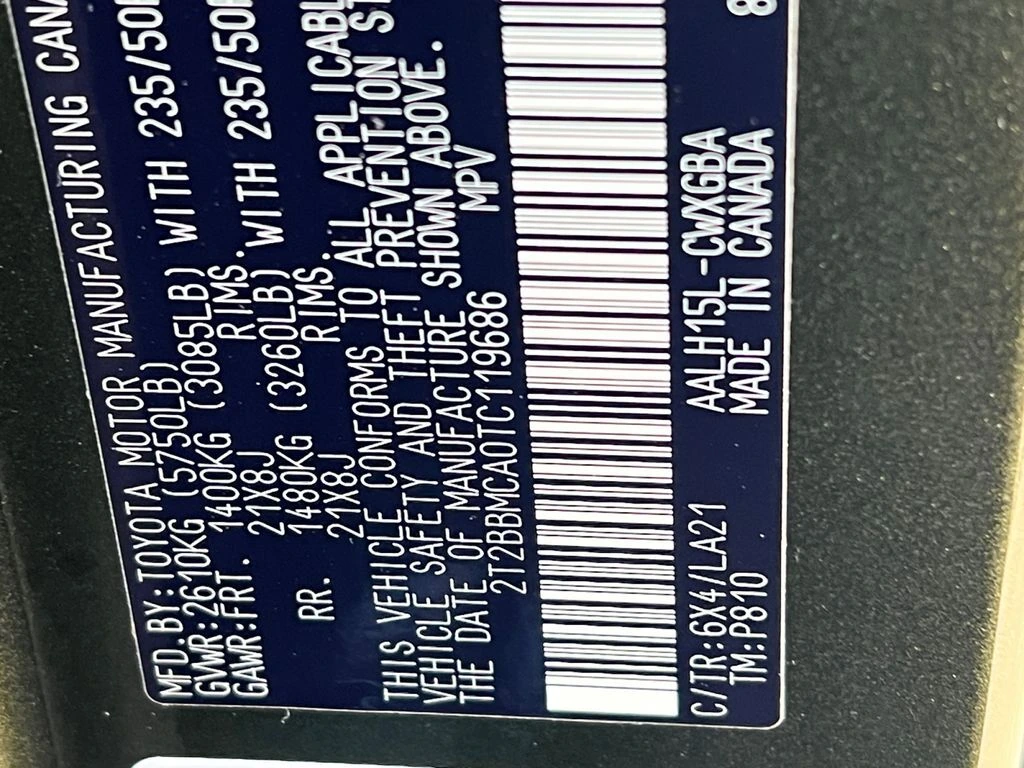 MFD.BY:TOYOTA MOTOR MANUFACTURING CANA
GVWR:2610KG (5750LB)
GAWR:FRT. 1400KG (3085LB) WITH 235/50
21X8J RIMS.
RR. 1480KG (3260LB) WITH 235/50
21X8J RIMS.
THIS VEHICLE CONFORMS TO ALL APPLICABL
VEHICLE SAFETY AND THEFT PREVENTION ST
THE DATE OF MANUFACTURE SHOWN ABOVE.
2T2BBMCA0TC119686 MPV
C/TR:6X4/LA21 AALH15L-CWXGBA
TM:P810 MADE IN CANADA 8